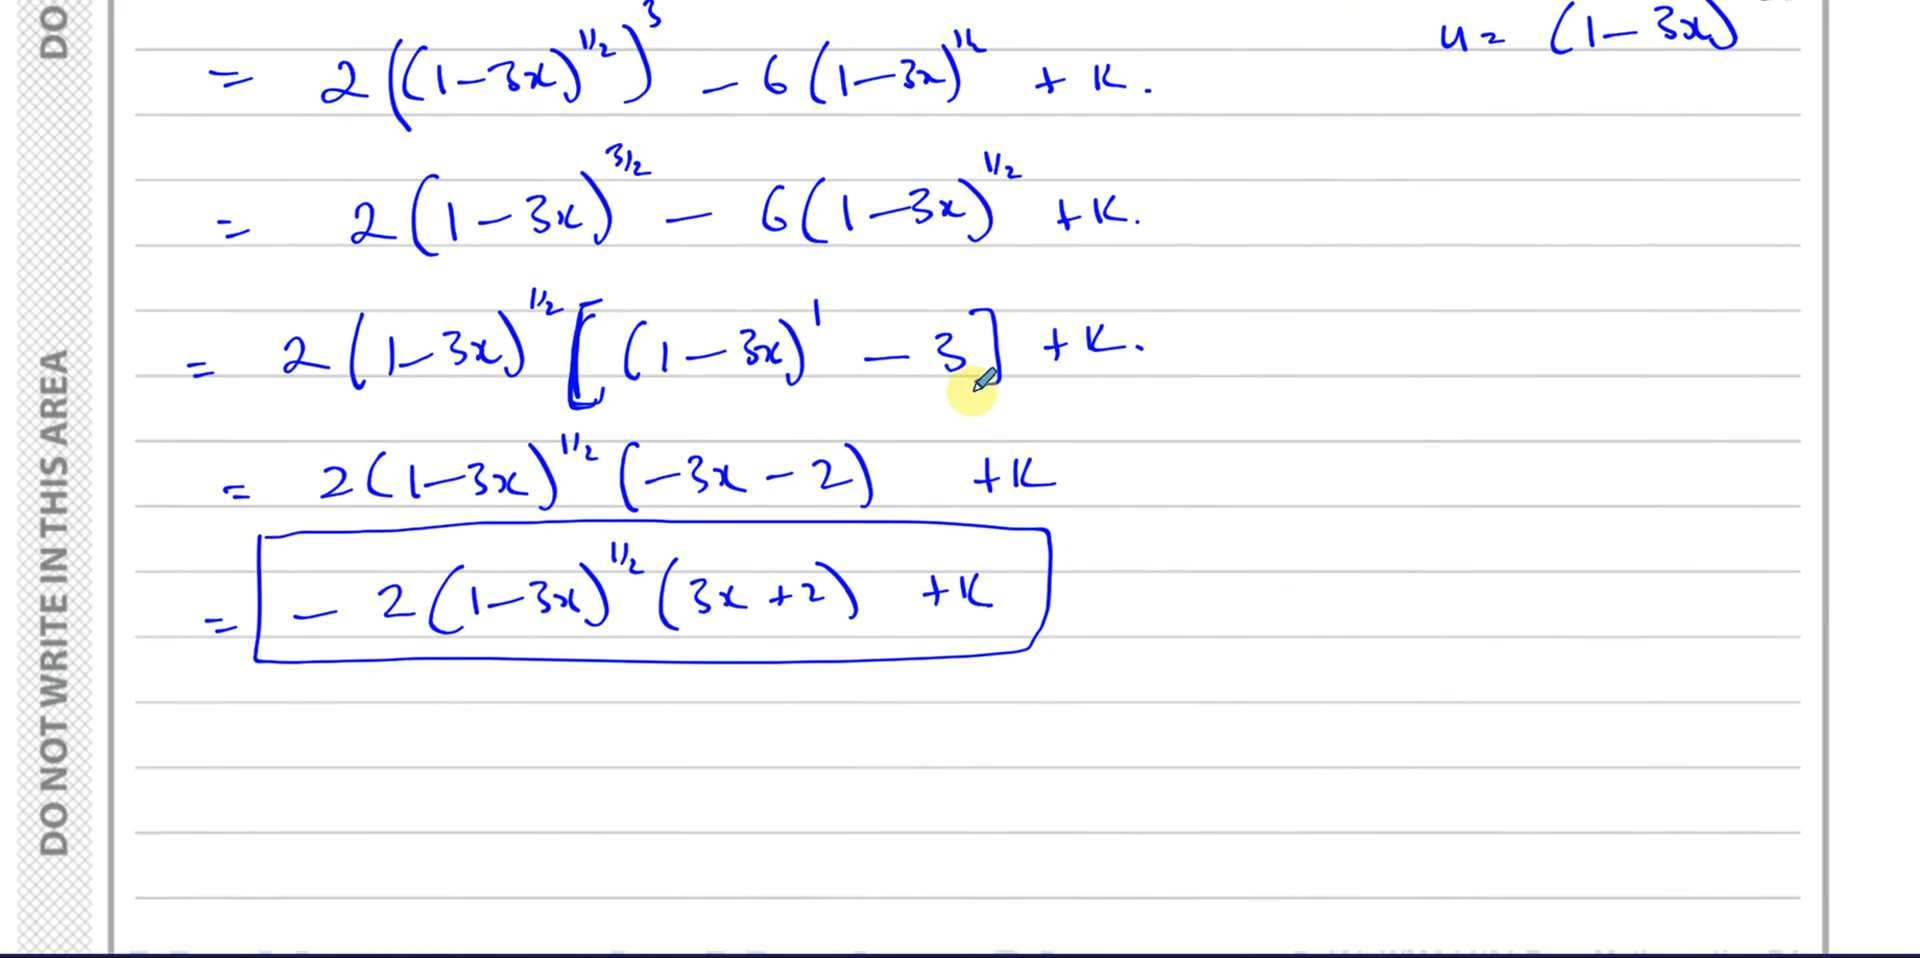 u = (1-3x)
= 2((1-3x)^{1/2})^3 - 6(1-3x)^{1/2} + K.
= 2(1-3x)^{3/2} - 6(1-3x)^{1/2} + K.
= 2(1-3x)^{1/2} [(1-3x)^1 - 3] + K.
= 2(1-3x)^{1/2} (-3x-2) + K
= -2(1-3x)^{1/2} (3x+2) + K
DO NOT WRITE IN THIS AREA
DO